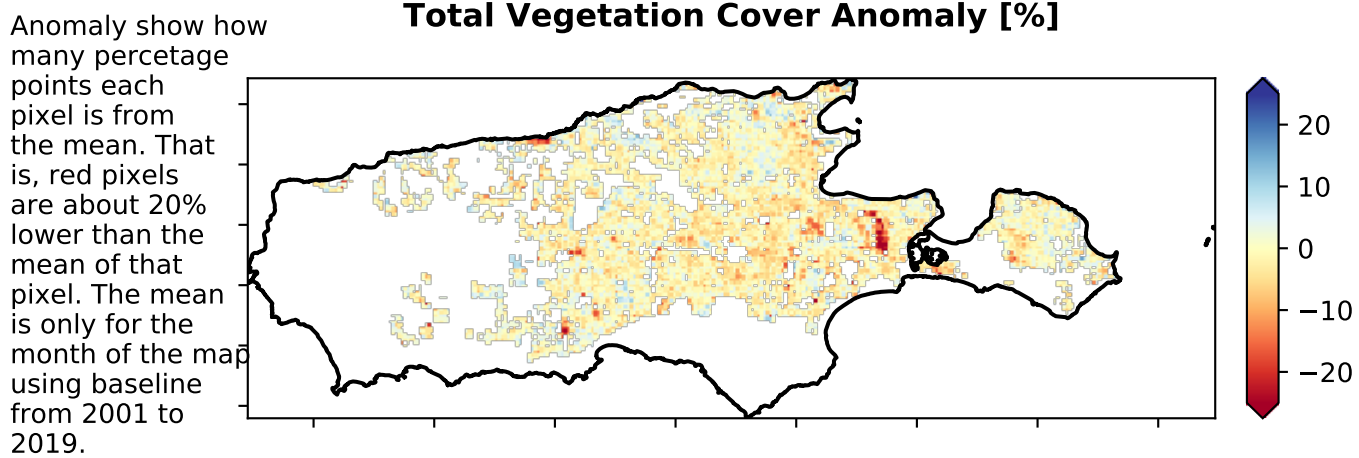 Total Vegetation Cover Anomaly [%]
Anomaly show how
many percetage
points each
pixel is from
the mean. That
is, red pixels
are about 20%
lower than the
mean of that
pixel. The mean
is only for the
month of the map
using baseline
from 2001 to
2019.
20
10
0
−10
−20